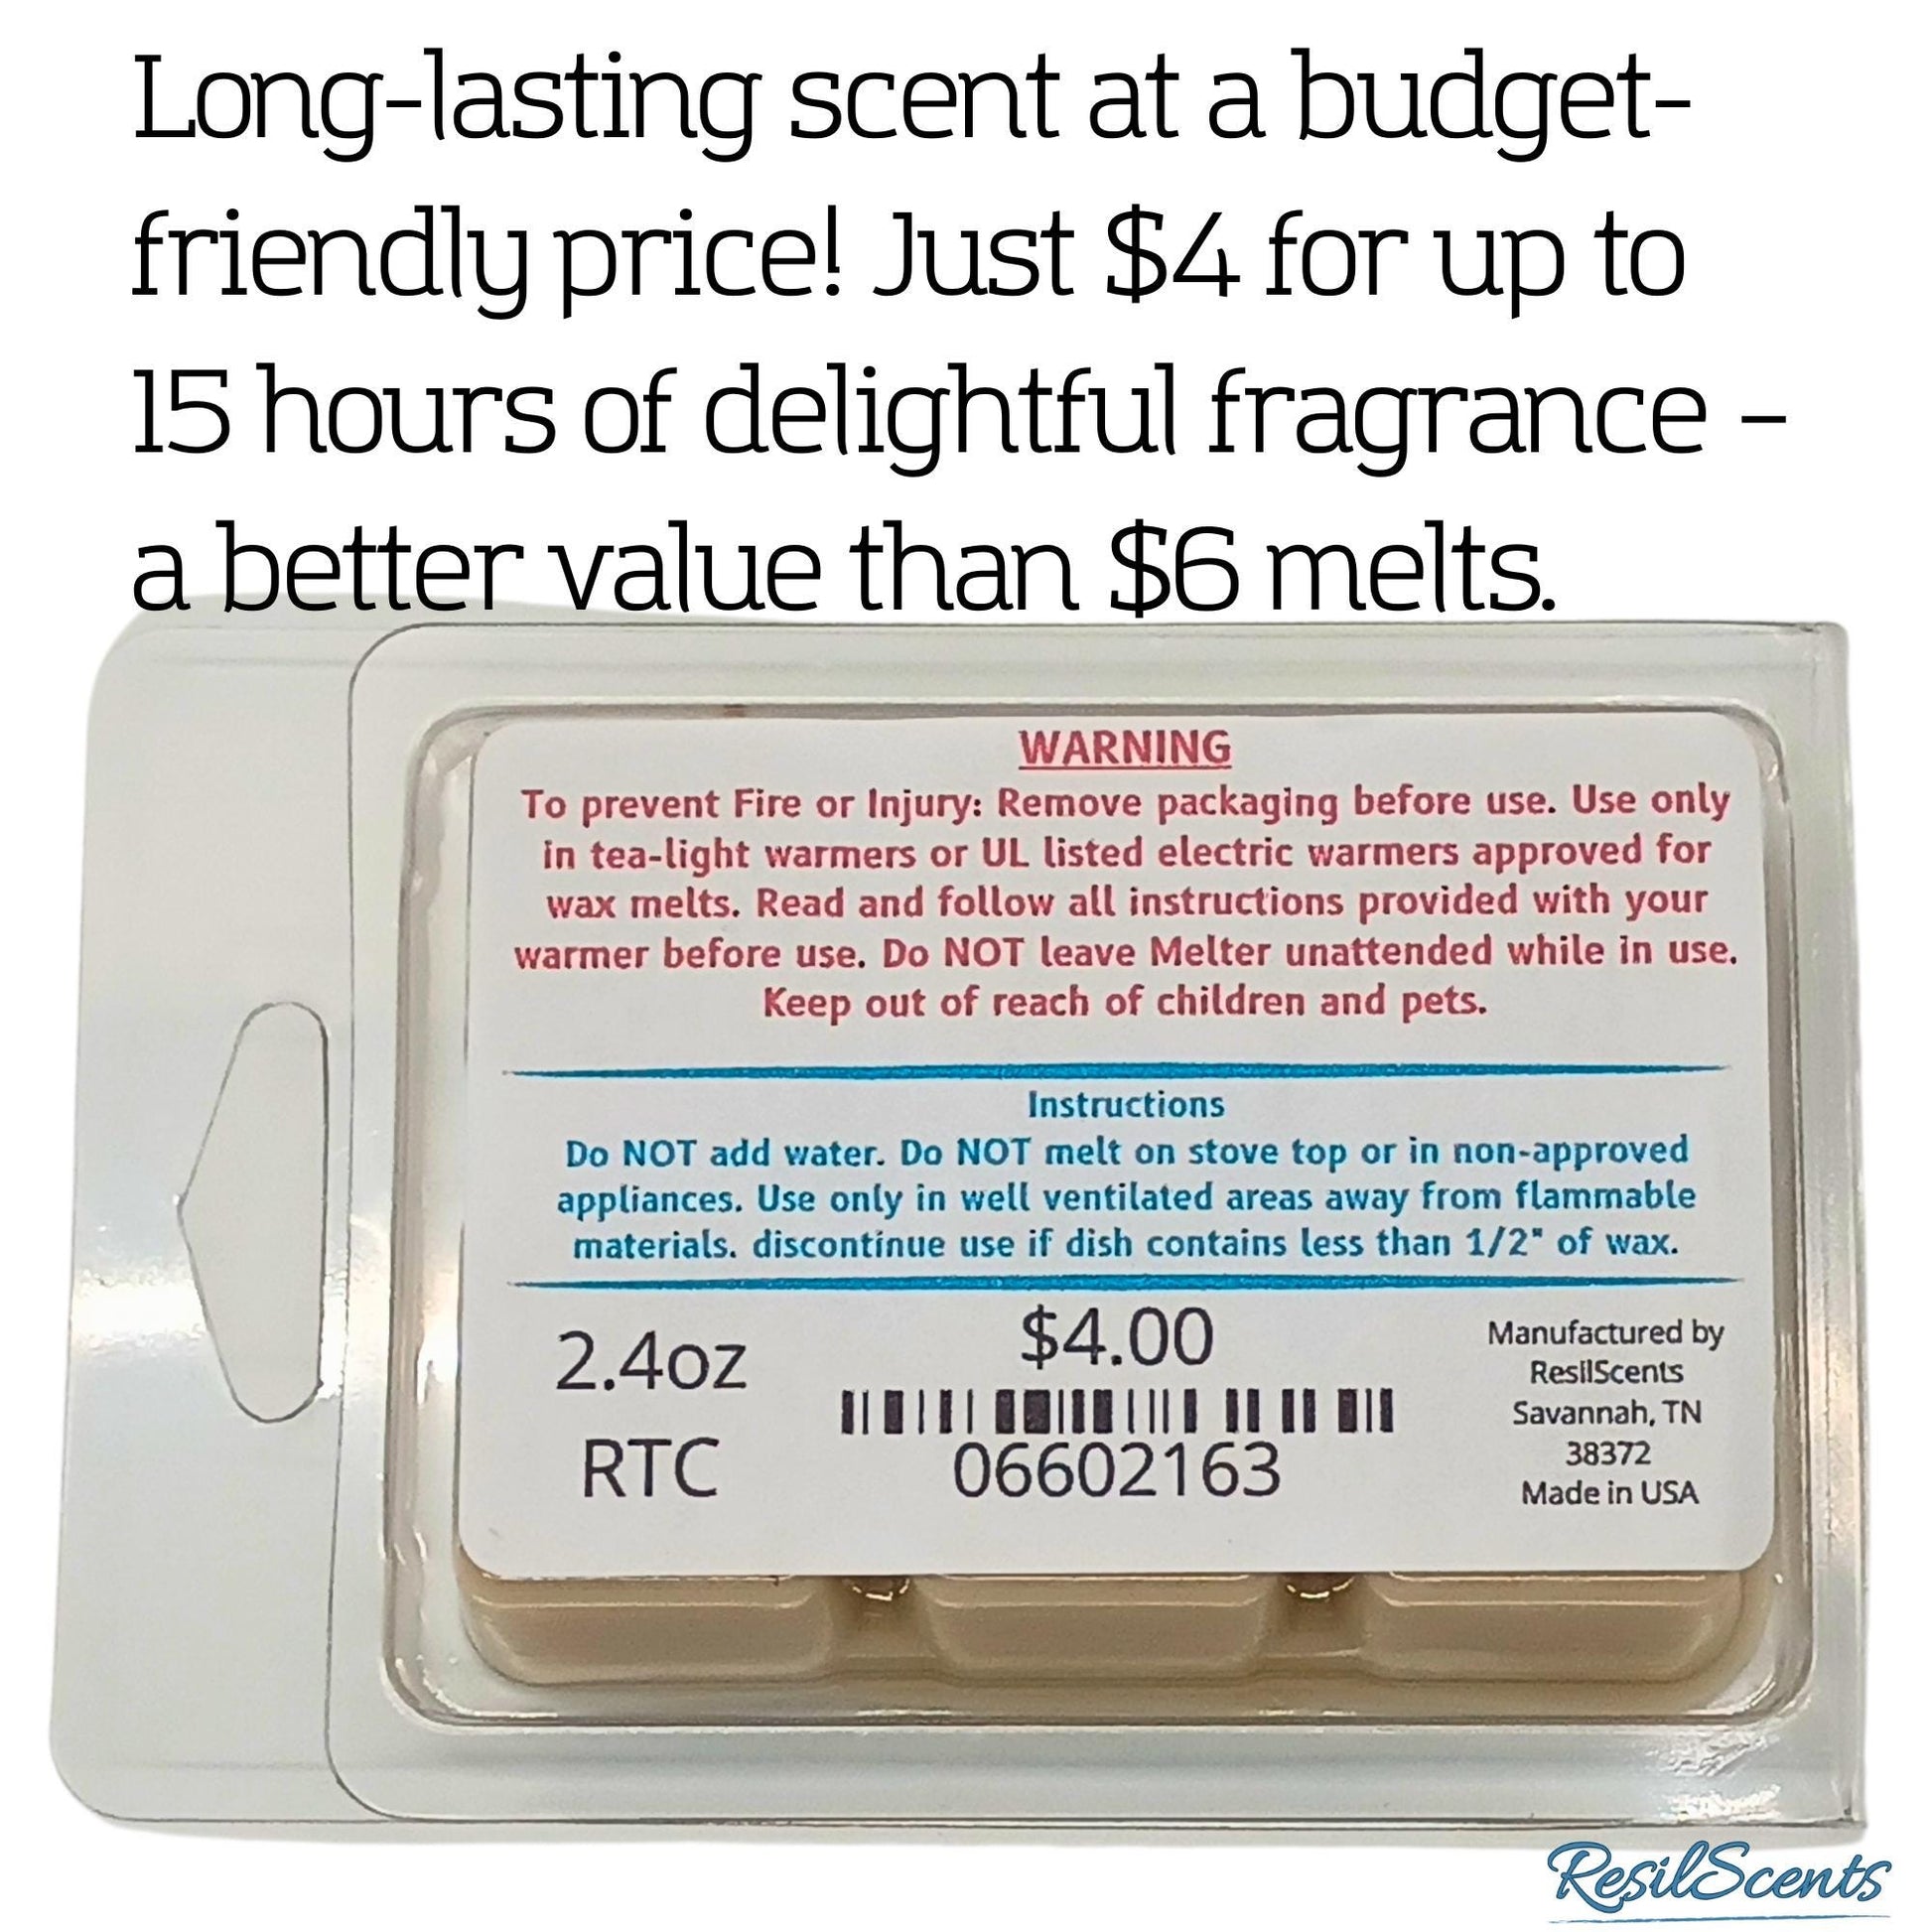 Long-lasting scent at a budget-
friendly price! Just $4 for up to
15 hours of delightful fragrance –
a better value than $6 melts.
WARNING
To prevent Fire or Injury: Remove packaging before use. Use only
in tea-light warmers or UL listed electric warmers approved for
wax melts. Read and follow all instructions provided with your
warmer before use. Do NOT leave Melter unattended while in use.
Keep out of reach of children and pets.
Instructions
Do NOT add water. Do NOT melt on stove top or in non-approved
appliances. Use only in well ventilated areas away from flammable
materials. discontinue use if dish contains less than 1/2" of wax.
2.4oz
RTC
$4.00
06602163
Manufactured by
ResilScents
Savannah, TN
38372
Made in USA
ResilScents